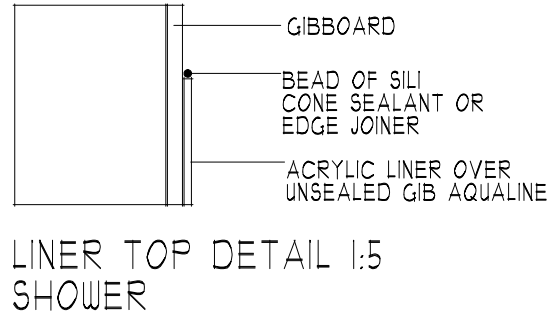 GIBBOARD
BEAD OF SILI
CONE SEALANT OR
EDGE JOINER
ACRYLIC LINER OVER
UNSEALED GIB AQUALINE
LINER TOP DETAIL 1:5
SHOWER